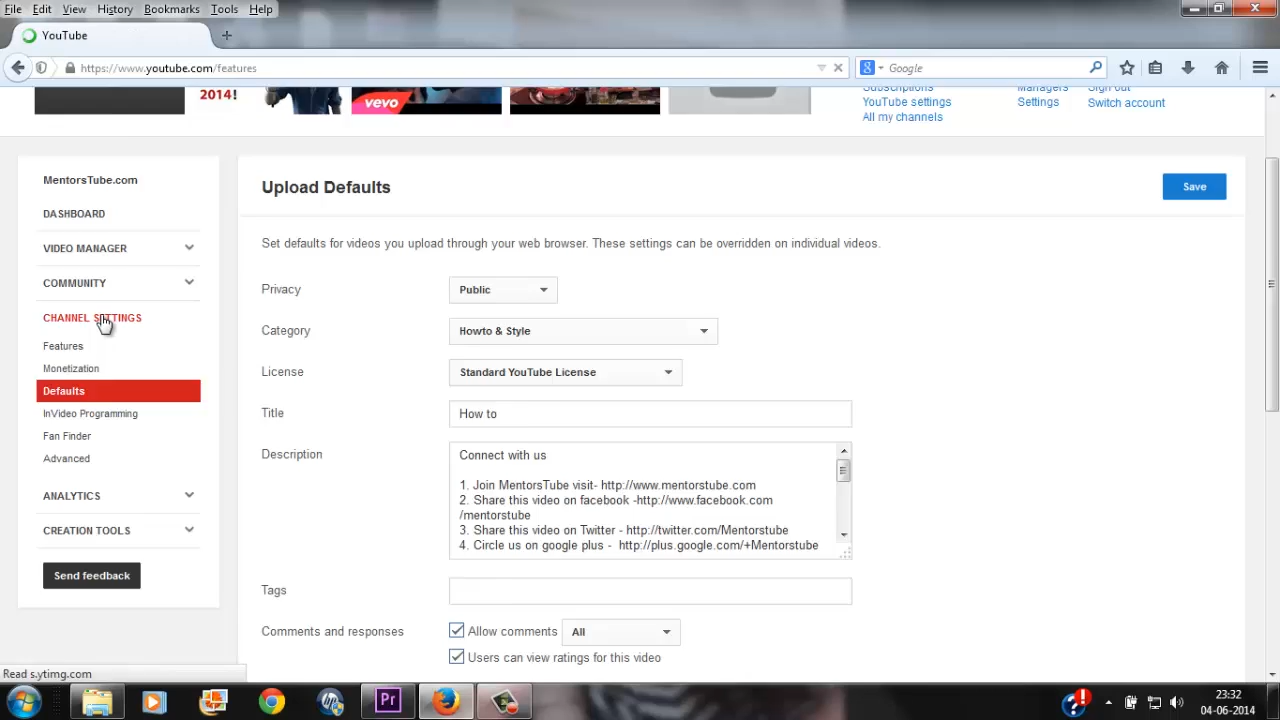 File Edit View History Bookmarks Tools Help
YouTube
https://www.youtube.com/features
Google
2014!
vevo
Subscriptions
YouTube settings
All my channels
Managers
Settings
Sign out
Switch account
MentorsTube.com
DASHBOARD
VIDEO MANAGER
COMMUNITY
CHANNEL SETTINGS
Features
Monetization
Defaults
InVideo Programming
Fan Finder
Advanced
ANALYTICS
CREATION TOOLS
Send feedback
Upload Defaults
Save
Set defaults for videos you upload through your web browser. These settings can be overridden on individual videos.
Privacy Public
Category Howto & Style
License Standard YouTube License
Title How to
Description Connect with us
1. Join MentorsTube visit- http://www.mentorstube.com
2. Share this video on facebook -http://www.facebook.com
/mentorstube
3. Share this video on Twitter - http://twitter.com/Mentorstube
4. Circle us on google plus - http://plus.google.com/+Mentorstube
Tags
Comments and responses Allow comments All
Users can view ratings for this video
Read s.ytimg.com
Pr
23:32
04-06-2014